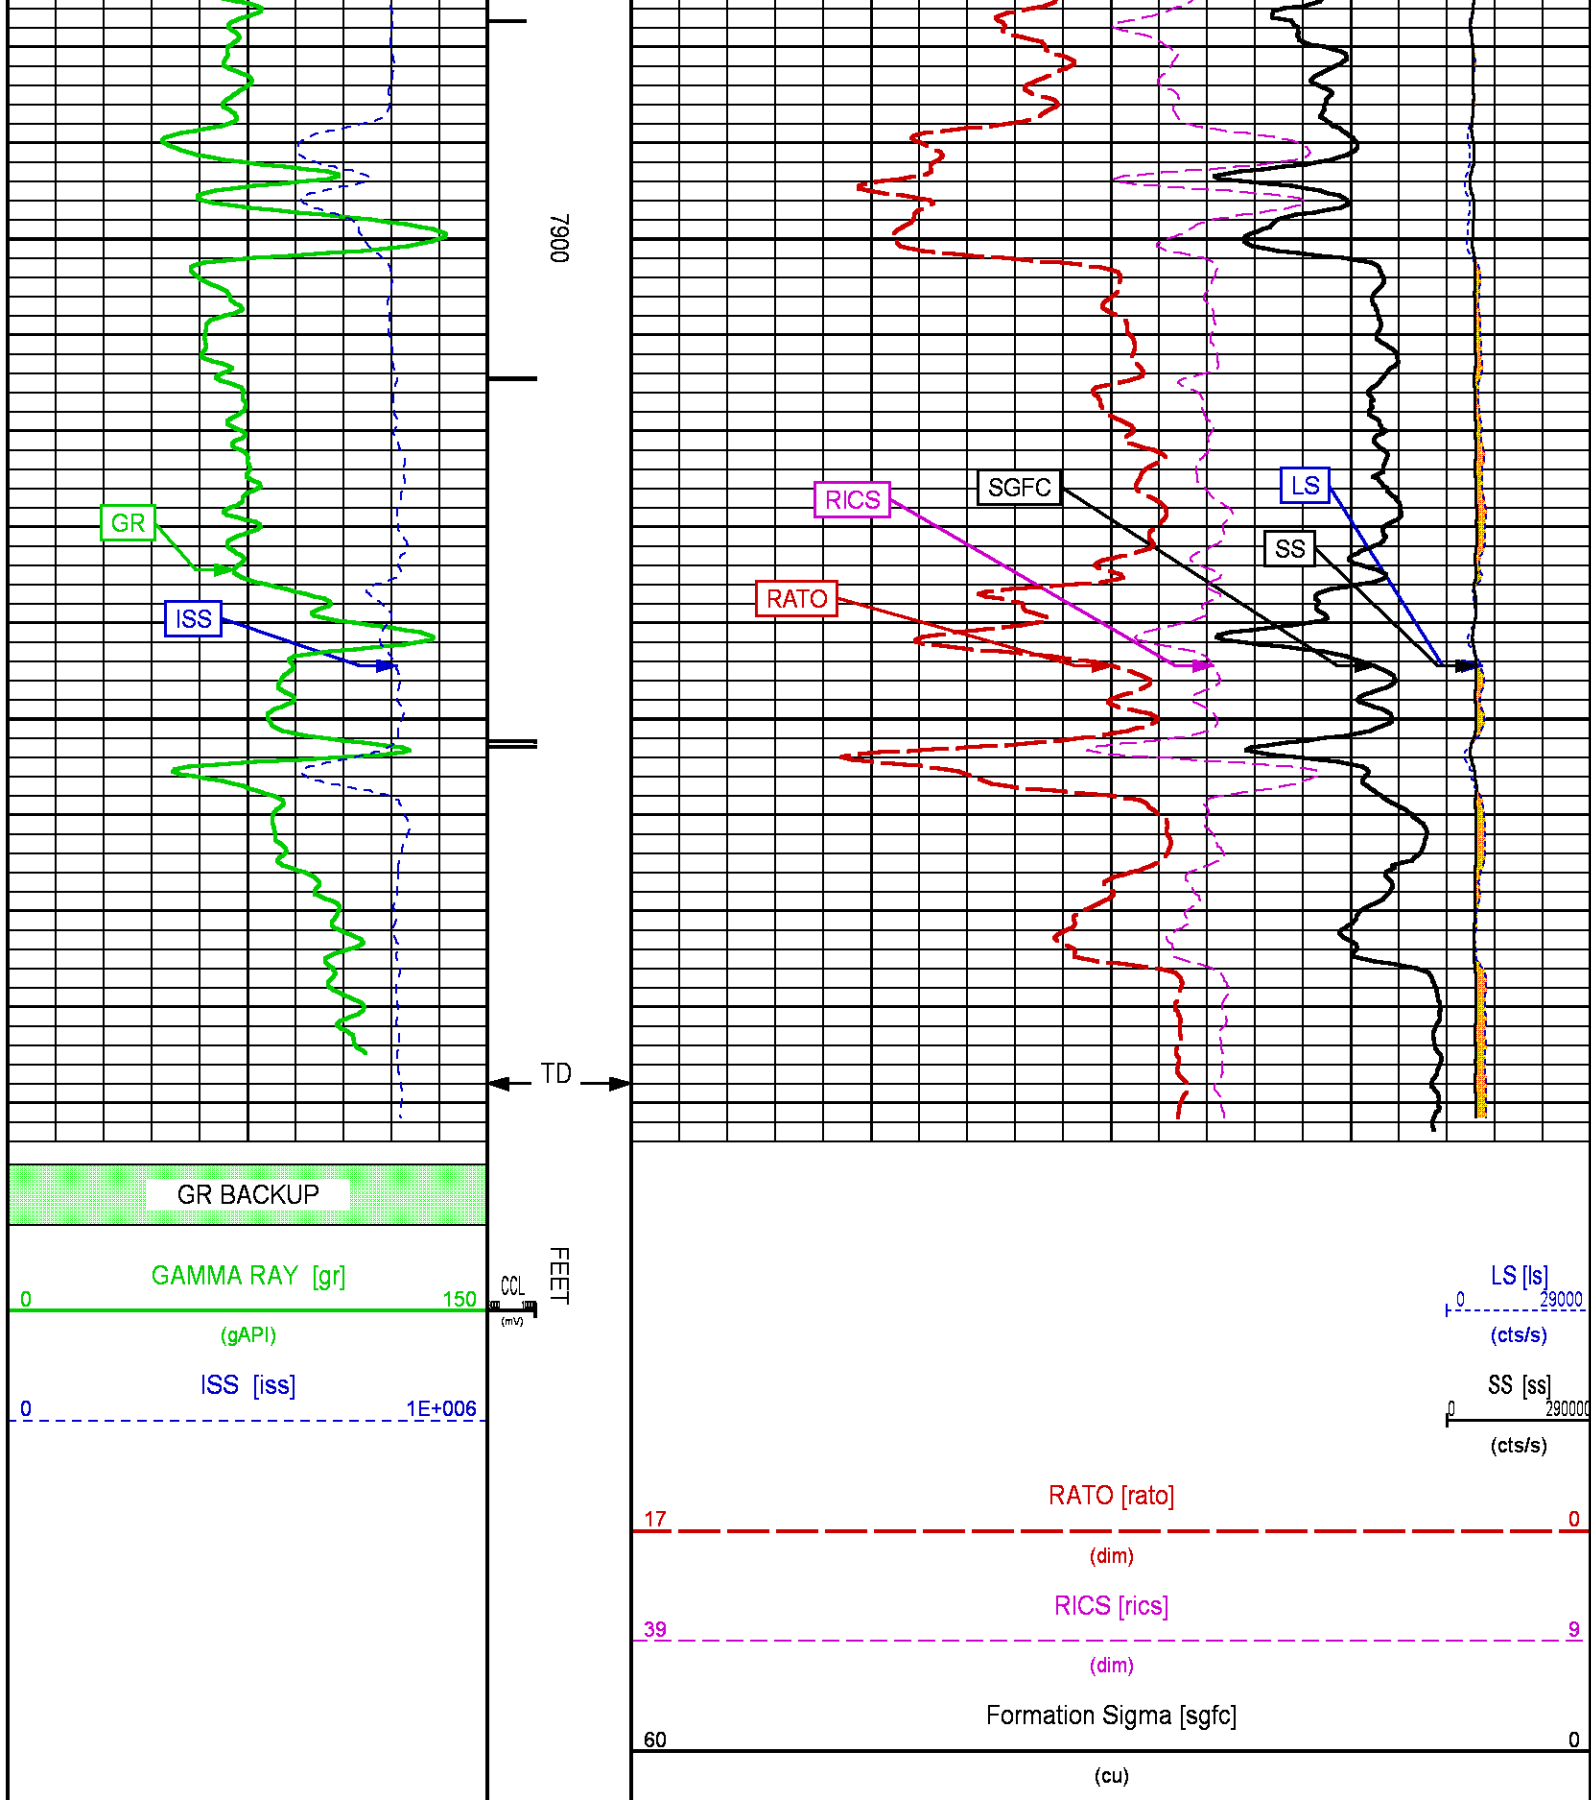 7900
SGFC
LS
RICS
GR
SS
RATO
ISS
TD
GR BACKUP
FEET
GAMMA RAY [gr]
0 150
(gAPI)
CCL
(mV)
LS [ls]
0 29000
(cts/s)
ISS [iss]
0 1E+006
SS [ss]
0 290000
(cts/s)
RATO [rato]
17 0
(dim)
RICS [rics]
39 9
(dim)
Formation Sigma [sgfc]
60 0
(cu)